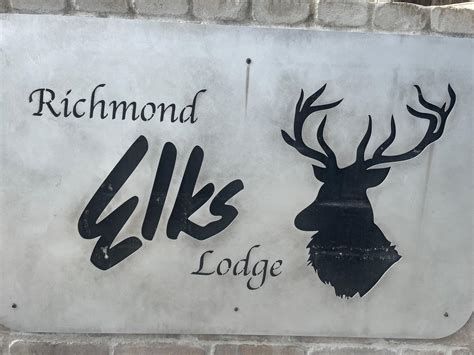 Richmond
Elks
Lodge